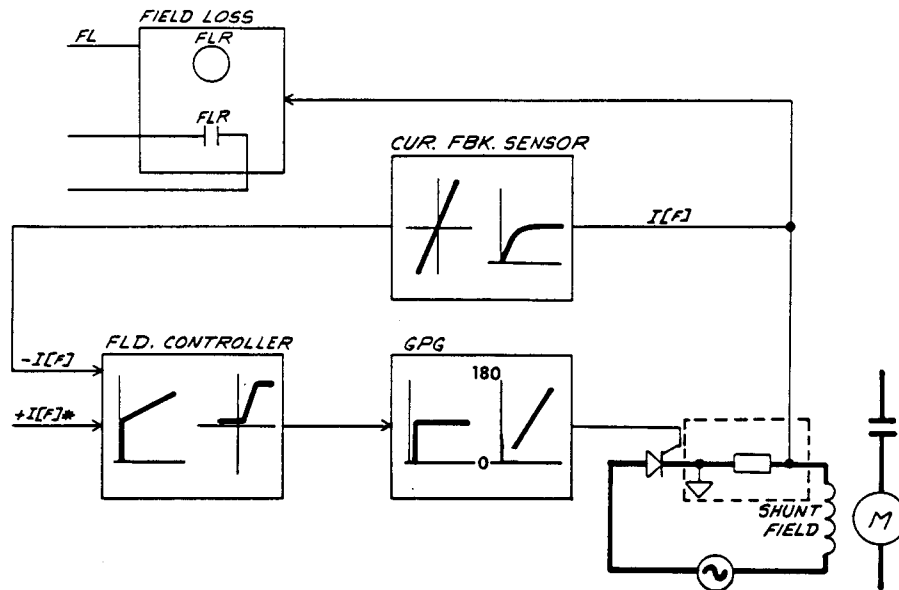 FIELD LOSS
FL
FLR
FLR
CUR. FBK. SENSOR
I[F]
FLD. CONTROLLER
GPG
-I[F]
+I[F]*
180
0
SHUNT
FIELD
M